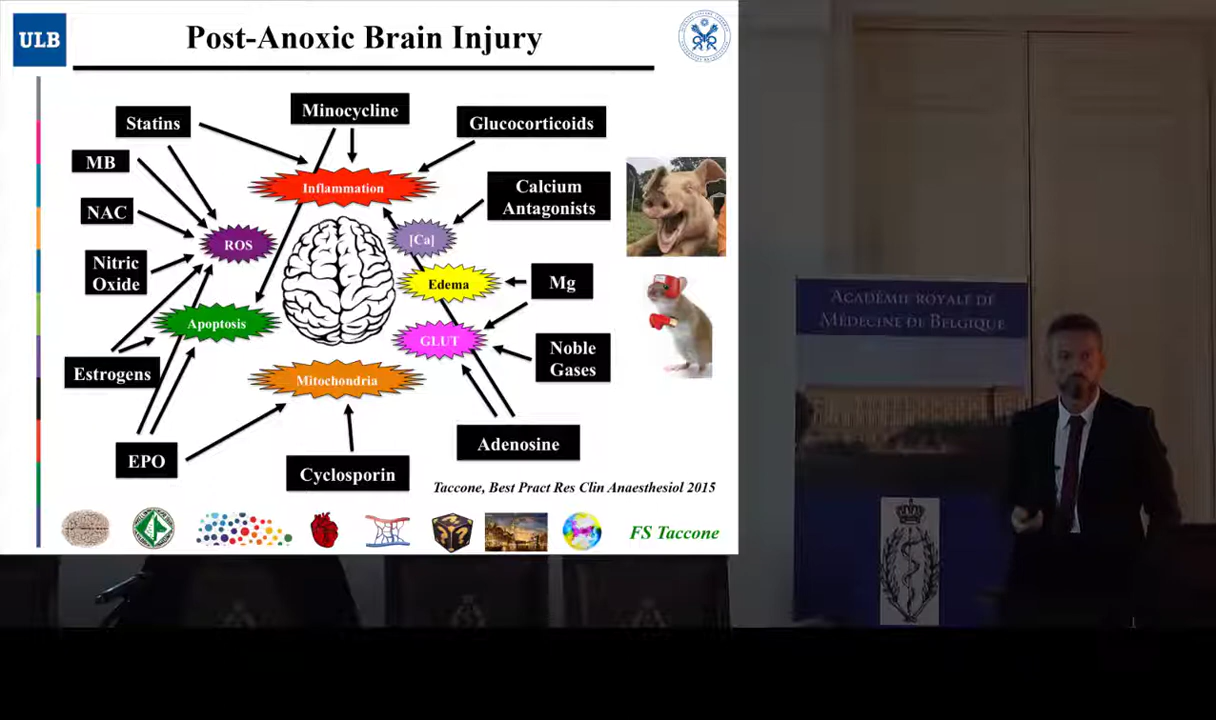 ULB
Post-Anoxic Brain Injury
Statins
Minocycline
Glucocorticoids
MB
Inflammation
Calcium
Antagonists
NAC
ROS
[Ca]
Nitric
Oxide
Edema
Mg
Apoptosis
GLUT
Noble
Gases
Estrogens
Mitochondria
EPO
Cyclosporin
Adenosine
Taccone, Best Pract Res Clin Anaesthesiol 2015
FS Taccone
Académie royale de
Médecine de Belgique